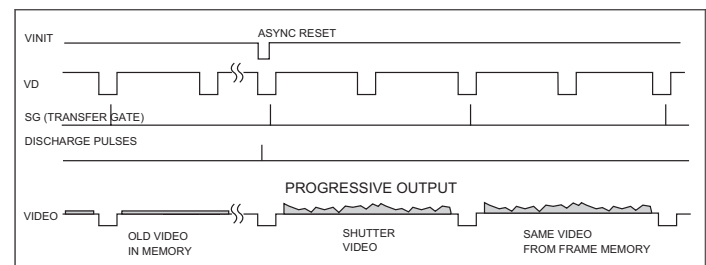 ASYNC RESET
VINIT
VD
SG (TRANSFER GATE)
DISCHARGE PULSES
PROGRESSIVE OUTPUT
VIDEO
OLD VIDEO
IN MEMORY
SHUTTER
VIDEO
SAME VIDEO
FROM FRAME MEMORY